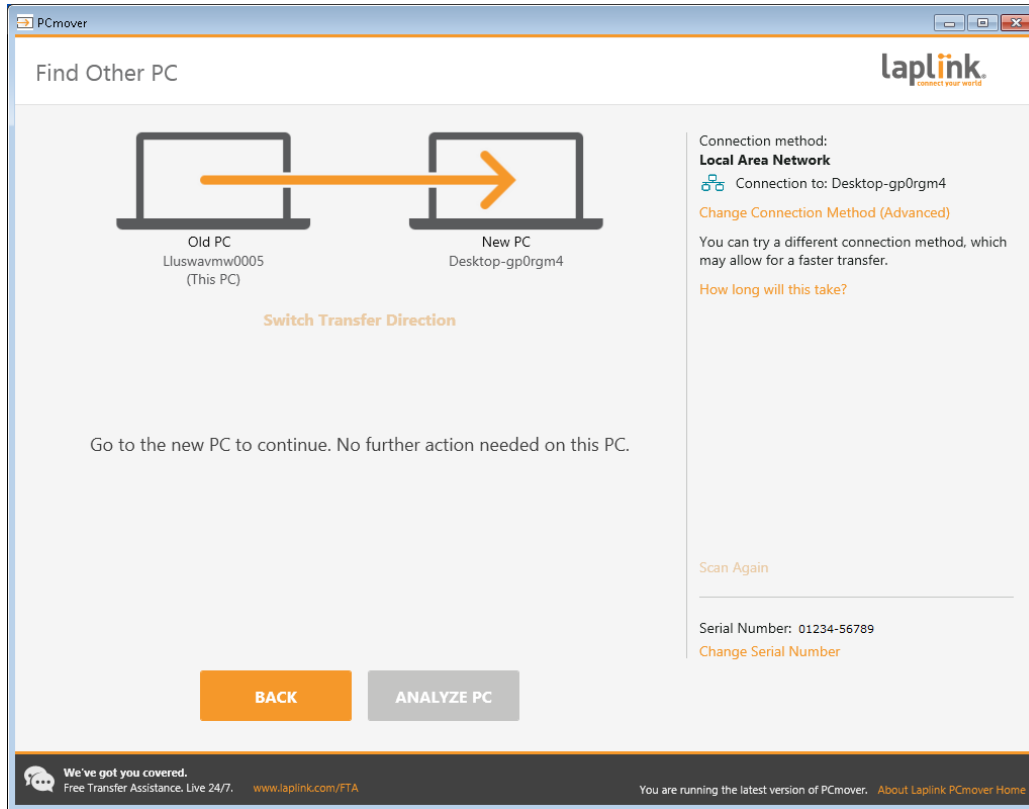 PCmover
Find Other PC
laplink.
connect your world
Old PC
Lluswavmw0005
(This PC)
New PC
Desktop-gp0rgm4
Switch Transfer Direction
Go to the new PC to continue. No further action needed on this PC.
Connection method:
Local Area Network
Connection to: Desktop-gp0rgm4
Change Connection Method (Advanced)
You can try a different connection method, which
may allow for a faster transfer.
How long will this take?
Scan Again
Serial Number: 01234-56789
Change Serial Number
BACK
ANALYZE PC
We've got you covered.
Free Transfer Assistance. Live 24/7. www.laplink.com/FTA
You are running the latest version of PCmover. About Laplink PCmover Home